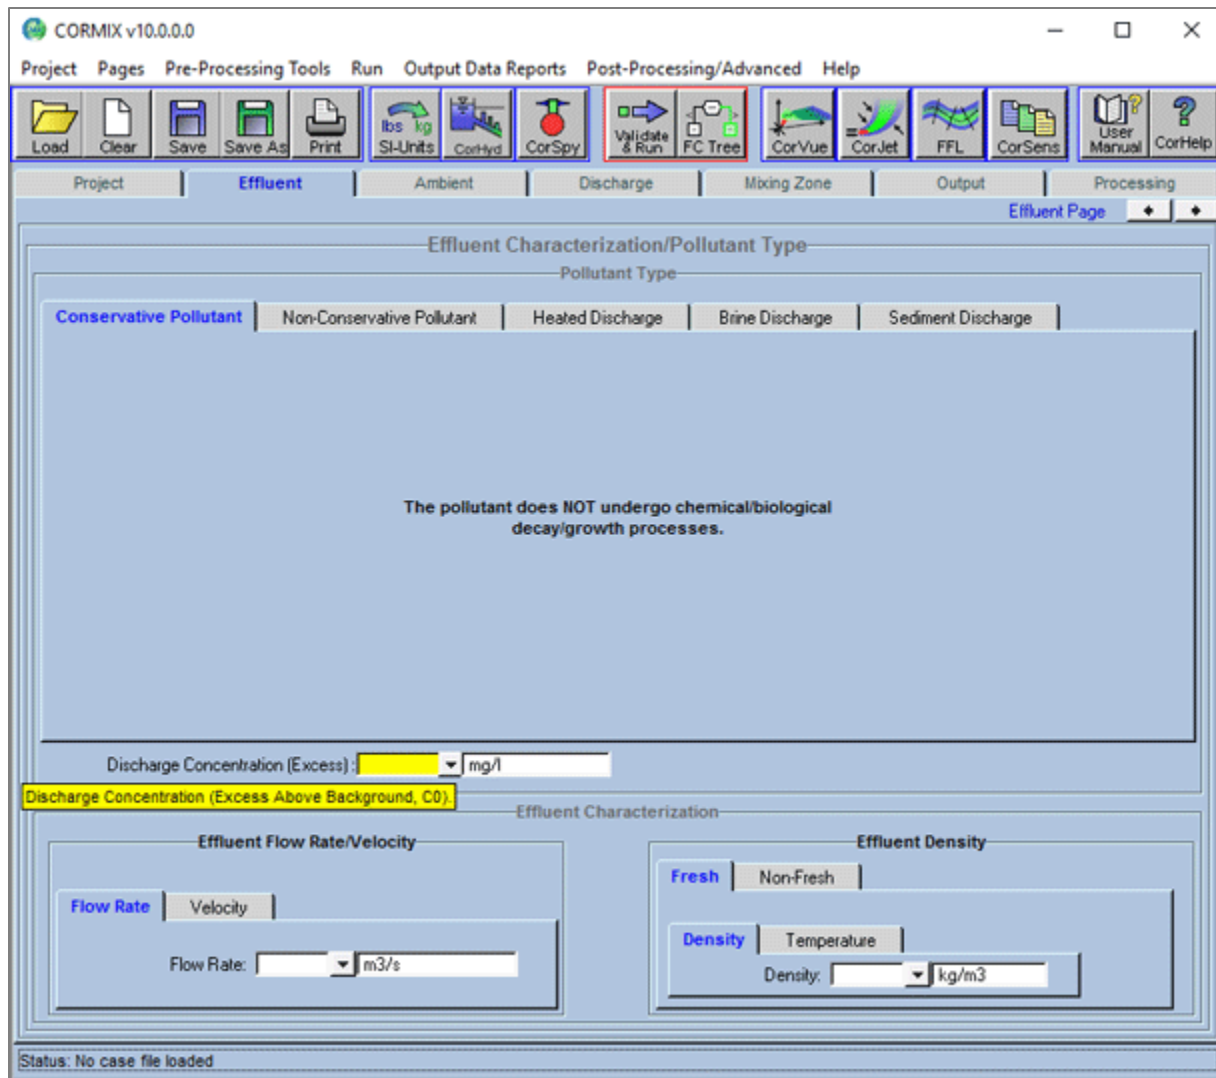 CORMIX v10.0.0.0
Project Pages Pre-Processing Tools Run Output Data Reports Post-Processing/Advanced Help
Load Clear Save Save As Print lbs kg SI-Units CorHyd CorSpy Validate & Run FC Tree CorVue CorJet FFL CorSens User Manual CorHelp
Project Effluent Ambient Discharge Mixing Zone Output Processing
Effluent Page
Effluent Characterization/Pollutant Type
Pollutant Type
Conservative Pollutant Non-Conservative Pollutant Heated Discharge Brine Discharge Sediment Discharge
The pollutant does NOT undergo chemical/biological
decay/growth processes.
Discharge Concentration (Excess) : mg/l
Discharge Concentration (Excess Above Background, C0).
Effluent Characterization
Effluent Flow Rate/Velocity Effluent Density
Fresh Non-Fresh
Flow Rate Velocity
Density Temperature
Flow Rate: m3/s
Density: kg/m3
Status: No case file loaded